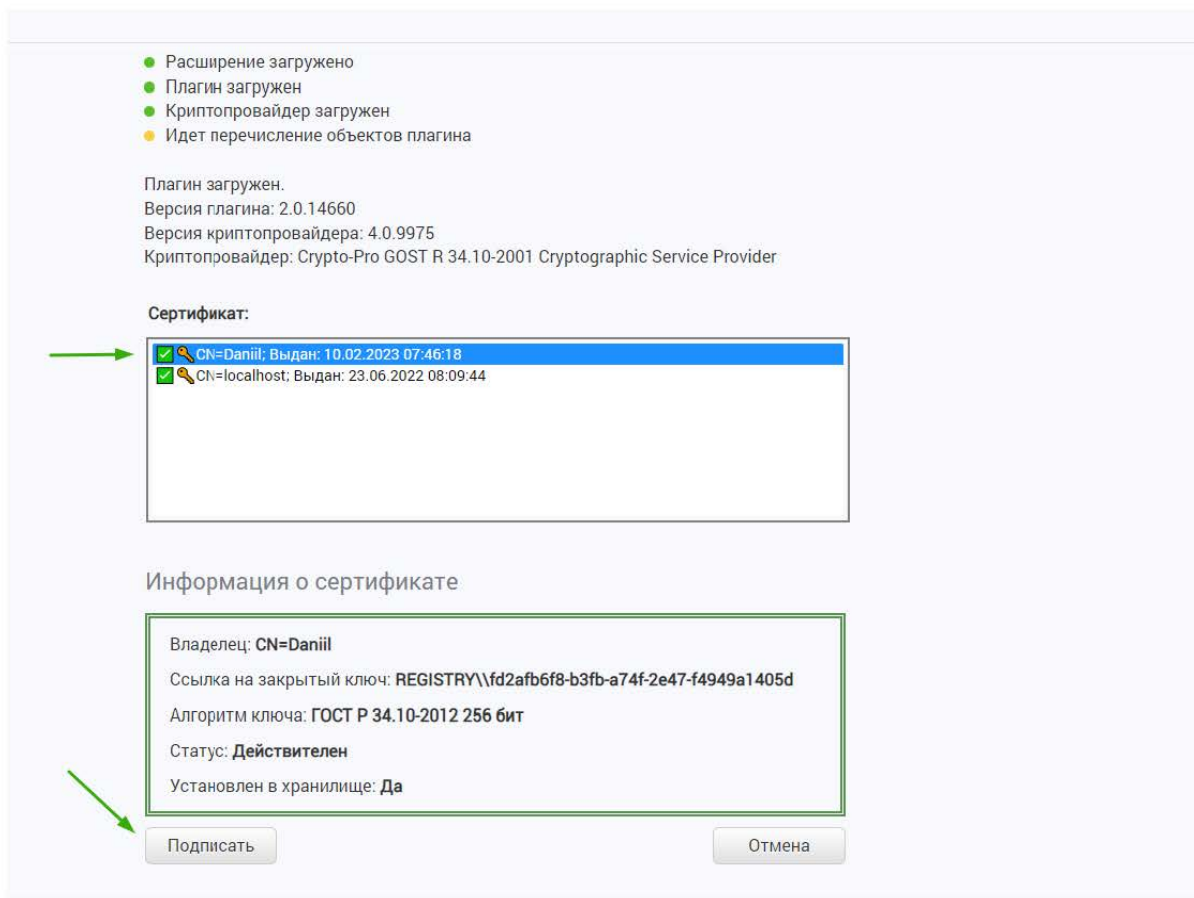 Расширение загружено
Плагин загружен
Криптопровайдер загружен
Идет перечисление объектов плагина
Плагин загружен.
Версия плагина: 2.0.14660
Версия криптопровайдера: 4.0.9975
Криптопровайдер: Crypto-Pro GOST R 34.10-2001 Cryptographic Service Provider
Сертификат:
CN=Daniil; Выдан: 10.02.2023 07:46:18
CN=localhost; Выдан: 23.06.2022 08:09:44
Информация о сертификате
Владелец: CN=Daniil
Ссылка на закрытый ключ: REGISTRY\\fd2afb6f8-b3fb-a74f-2e47-f4949a1405d
Алгоритм ключа: ГОСТ Р 34.10-2012 256 бит
Статус: Действителен
Установлен в хранилище: Да
Подписать Отмена